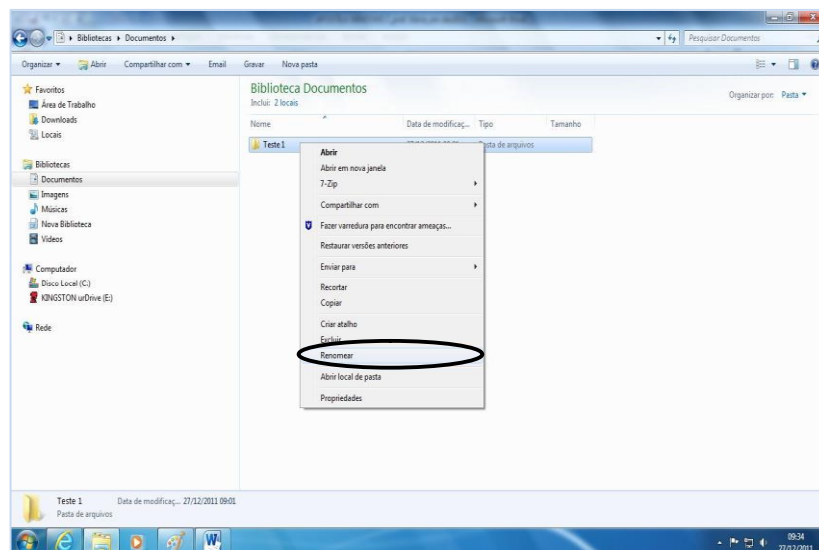 Bibliotecas Documentos
Pesquisar Documentos
Organizar Abrir Compartilhar com Email Gravar Nova pasta
Favoritos
Área de Trabalho
Downloads
Locais
Bibliotecas
Documentos
Imagens
Músicas
Nova Biblioteca
Vídeos
Computador
Disco Local (C:)
KINGSTON urDrive (E:)
Rede
Biblioteca Documentos
Inclui: 2 locais
Organizar por: Pasta
Nome Data de modificaç... Tipo Tamanho
Teste 1 Pasta de arquivos
Abrir
Abrir em nova janela
7-Zip
Compartilhar com
Fazer varredura para encontrar ameaças...
Restaurar versões anteriores
Enviar para
Recortar
Copiar
Criar atalho
Excluir
Renomear
Abrir local de pasta
Propriedades
Teste 1 Data de modificaç... 27/12/2011 09:01
Pasta de arquivos
09:34
27/12/2011